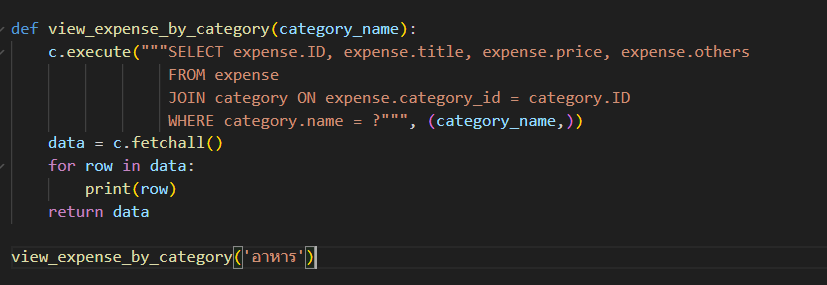 def view_expense_by_category(category_name):
    c.execute("""SELECT expense.ID, expense.title, expense.price, expense.others
                 FROM expense
                 JOIN category ON expense.category_id = category.ID
                 WHERE category.name = ?""", (category_name,))
    data = c.fetchall()
    for row in data:
        print(row)
    return data
view_expense_by_category('อาหาร')